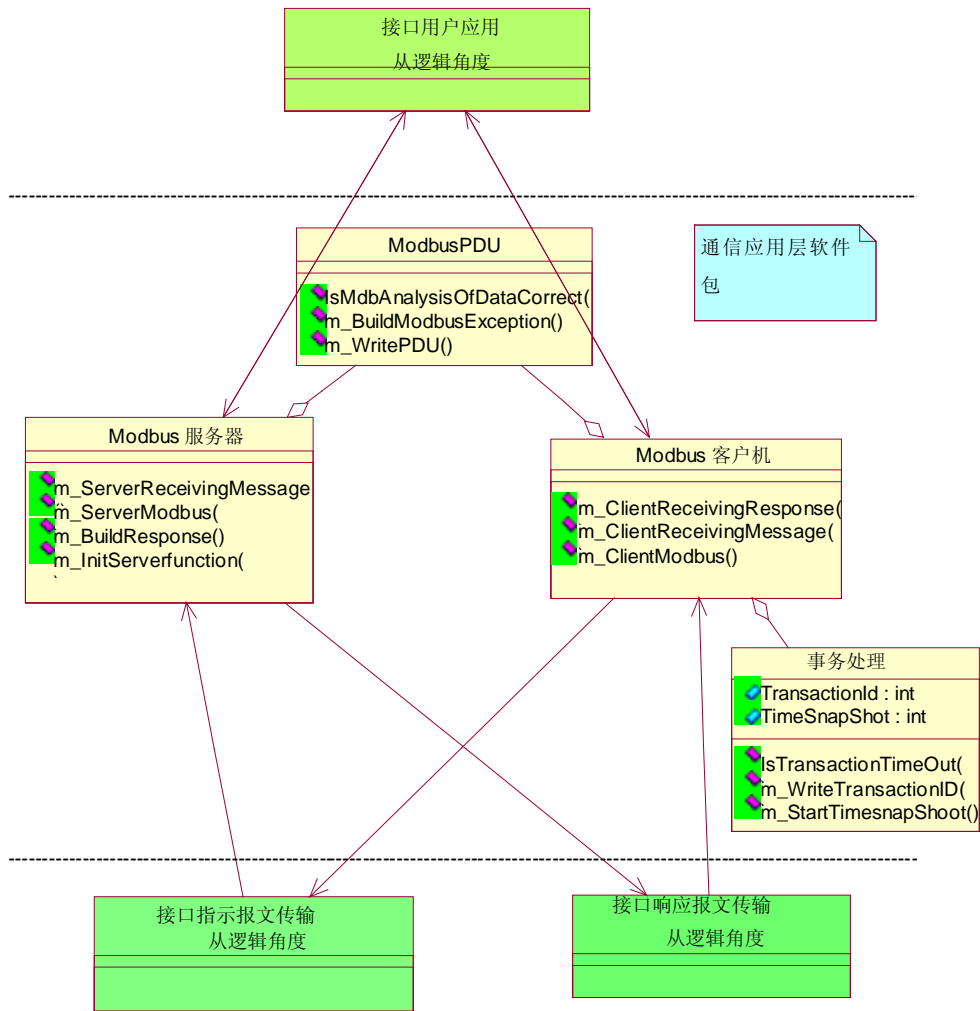 接口用户应用
从逻辑角度
ModbusPDU
IsMdbAnalysisOfDataCorrect(
m_BuildModbusException()
m_WritePDU()
通信应用层软件
包
Modbus 服务器
m_ServerReceivingMessage
m_ServerModbus(
m_BuildResponse()
m_InitServerfunction(
Modbus 客户机
m_ClientReceivingResponse(
m_ClientReceivingMessage(
m_ClientModbus()
事务处理
TransactionId : int
TimeSnapShot : int
IsTransactionTimeOut(
m_WriteTransactionID(
m_StartTimesnapShoot()
接口指示报文传输
从逻辑角度
接口响应报文传输
从逻辑角度